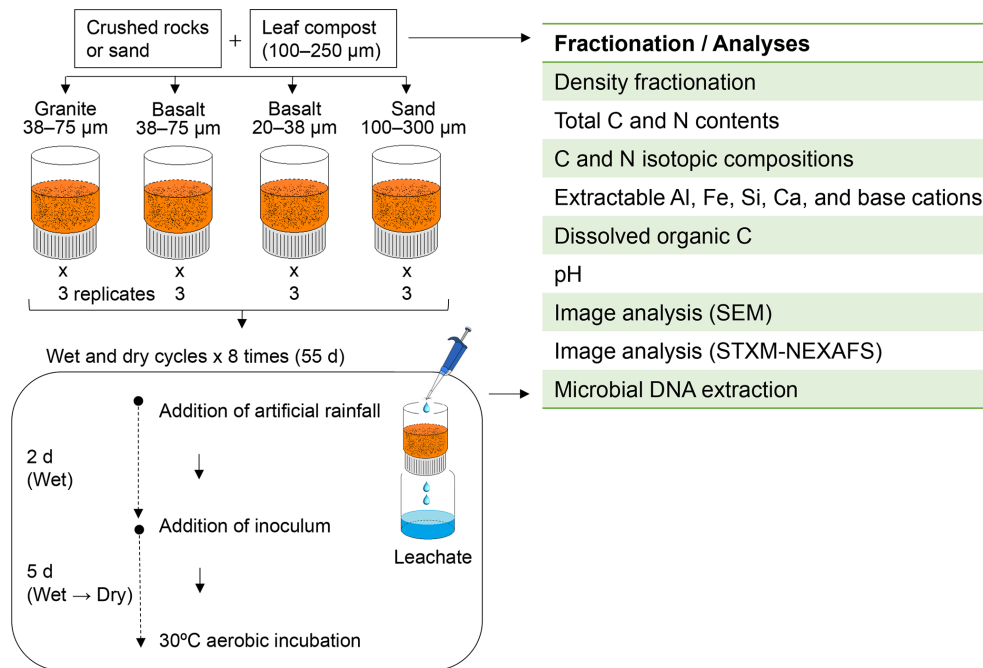 Crushed rocks
or sand
+
Leaf compost
(100–250 µm)
Granite
38–75 µm
Basalt
38–75 µm
Basalt
20–38 µm
Sand
100–300 µm
x
3 replicates
x
3
x
3
x
3
Wet and dry cycles x 8 times (55 d)
Addition of artificial rainfall
2 d
(Wet)
Addition of inoculum
5 d
(Wet → Dry)
30ºC aerobic incubation
Leachate
Fractionation / Analyses
Density fractionation
Total C and N contents
C and N isotopic compositions
Extractable Al, Fe, Si, Ca, and base cations
Dissolved organic C
pH
Image analysis (SEM)
Image analysis (STXM-NEXAFS)
Microbial DNA extraction